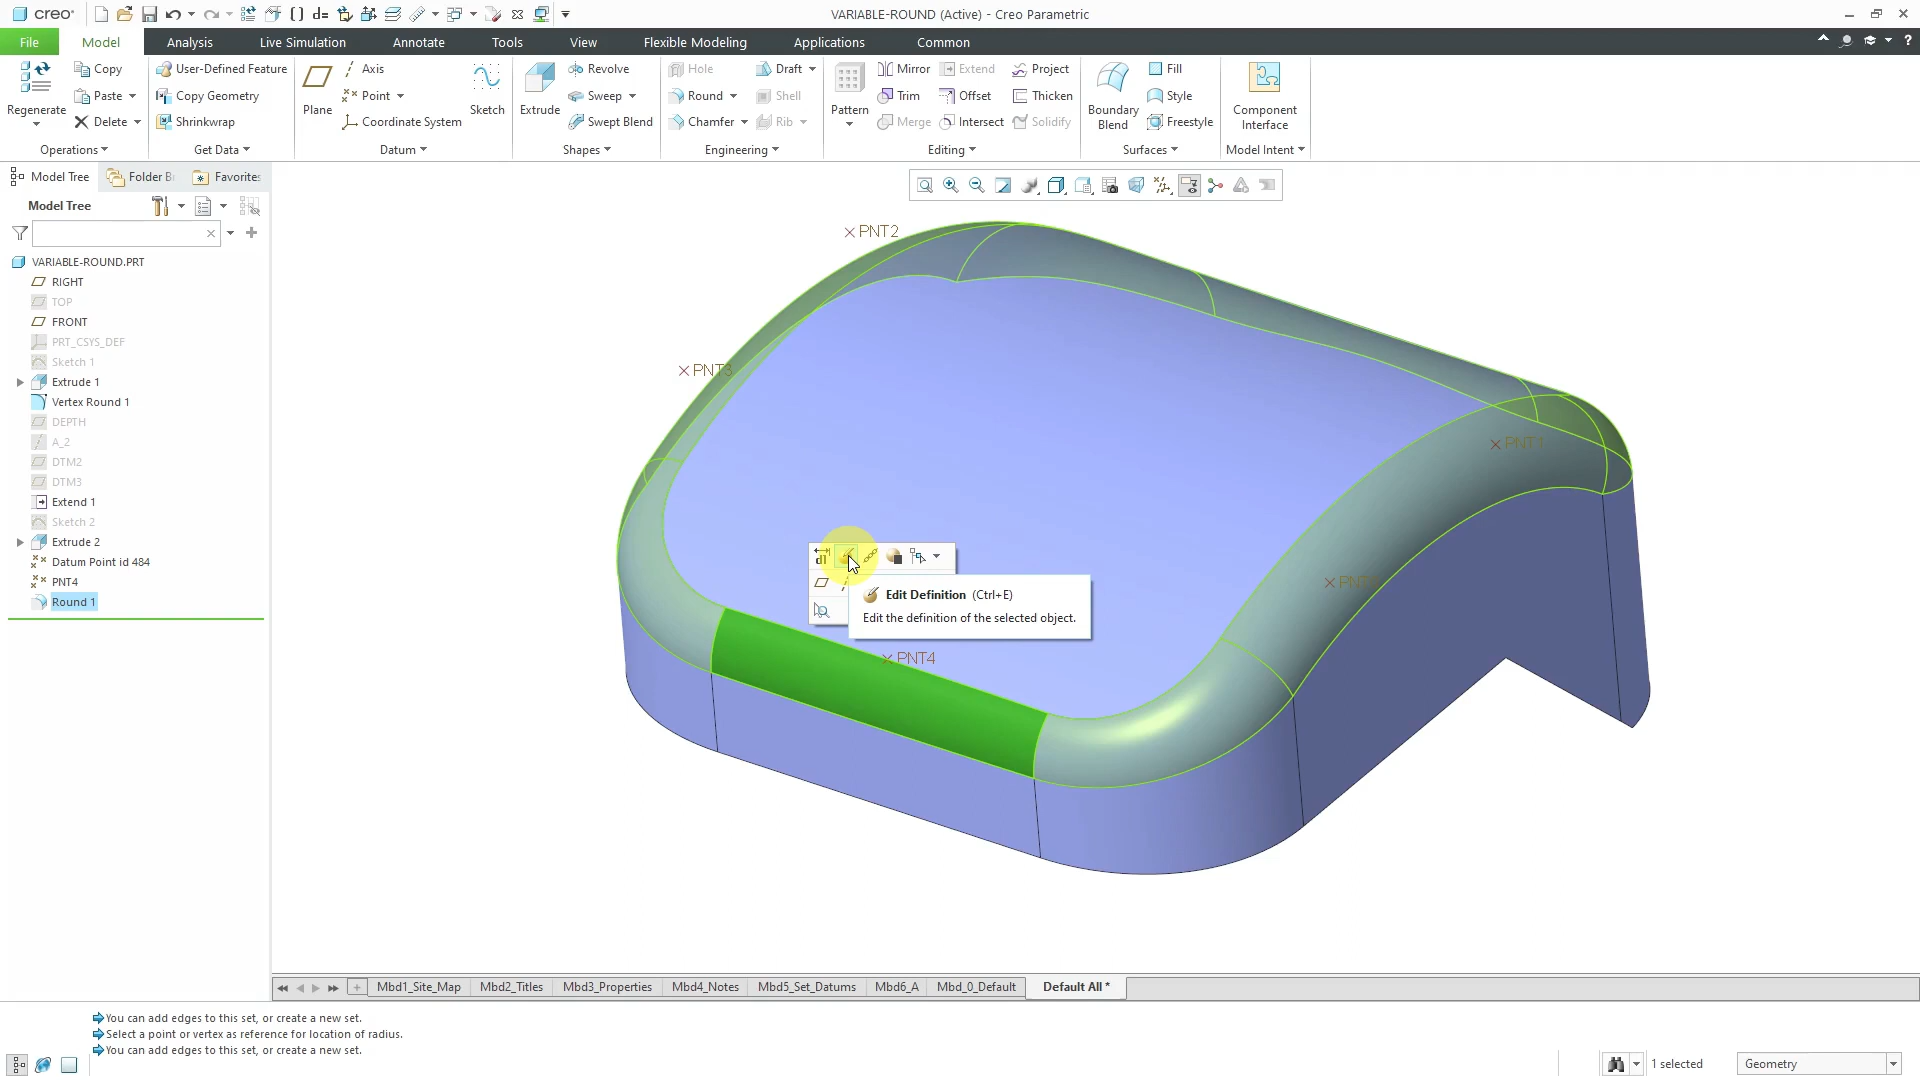 creo
VARIABLE-ROUND (Active) - Creo Parametric
File
Model
Analysis
Live Simulation
Annotate
Tools
View
Flexible Modeling
Applications
Common
Regenerate
Copy
Paste
Delete
Operations
User-Defined Feature
Copy Geometry
Shrinkwrap
Get Data
Plane
Axis
Point
Coordinate System
Sketch
Datum
Extrude
Revolve
Sweep
Swept Blend
Shapes
Hole
Round
Chamfer
Draft
Shell
Rib
Engineering
Pattern
Mirror
Trim
Merge
Extend
Offset
Intersect
Project
Thicken
Solidify
Editing
Boundary
Blend
Fill
Style
Freestyle
Surfaces
Component
Interface
Model Intent
Model Tree
Folder B
Favorites
Model Tree
VARIABLE-ROUND.PRT
RIGHT
TOP
FRONT
PRT_CSYS_DEF
Sketch 1
Extrude 1
Vertex Round 1
DEPTH
A_2
DTM2
DTM3
Extend 1
Sketch 2
Extrude 2
Datum Point id 484
PNT4
Round 1
PNT2
PNT3
PNT1
PNT4
d1
Edit Definition (Ctrl+E)
Edit the definition of the selected object.
Mbd1_Site_Map
Mbd2_Titles
Mbd3_Properties
Mbd4_Notes
Mbd5_Set_Datums
Mbd6_A
Mbd_0_Default
Default All *
You can add edges to this set, or create a new set.
Select a point or vertex as reference for location of radius.
You can add edges to this set, or create a new set.
1 selected
Geometry